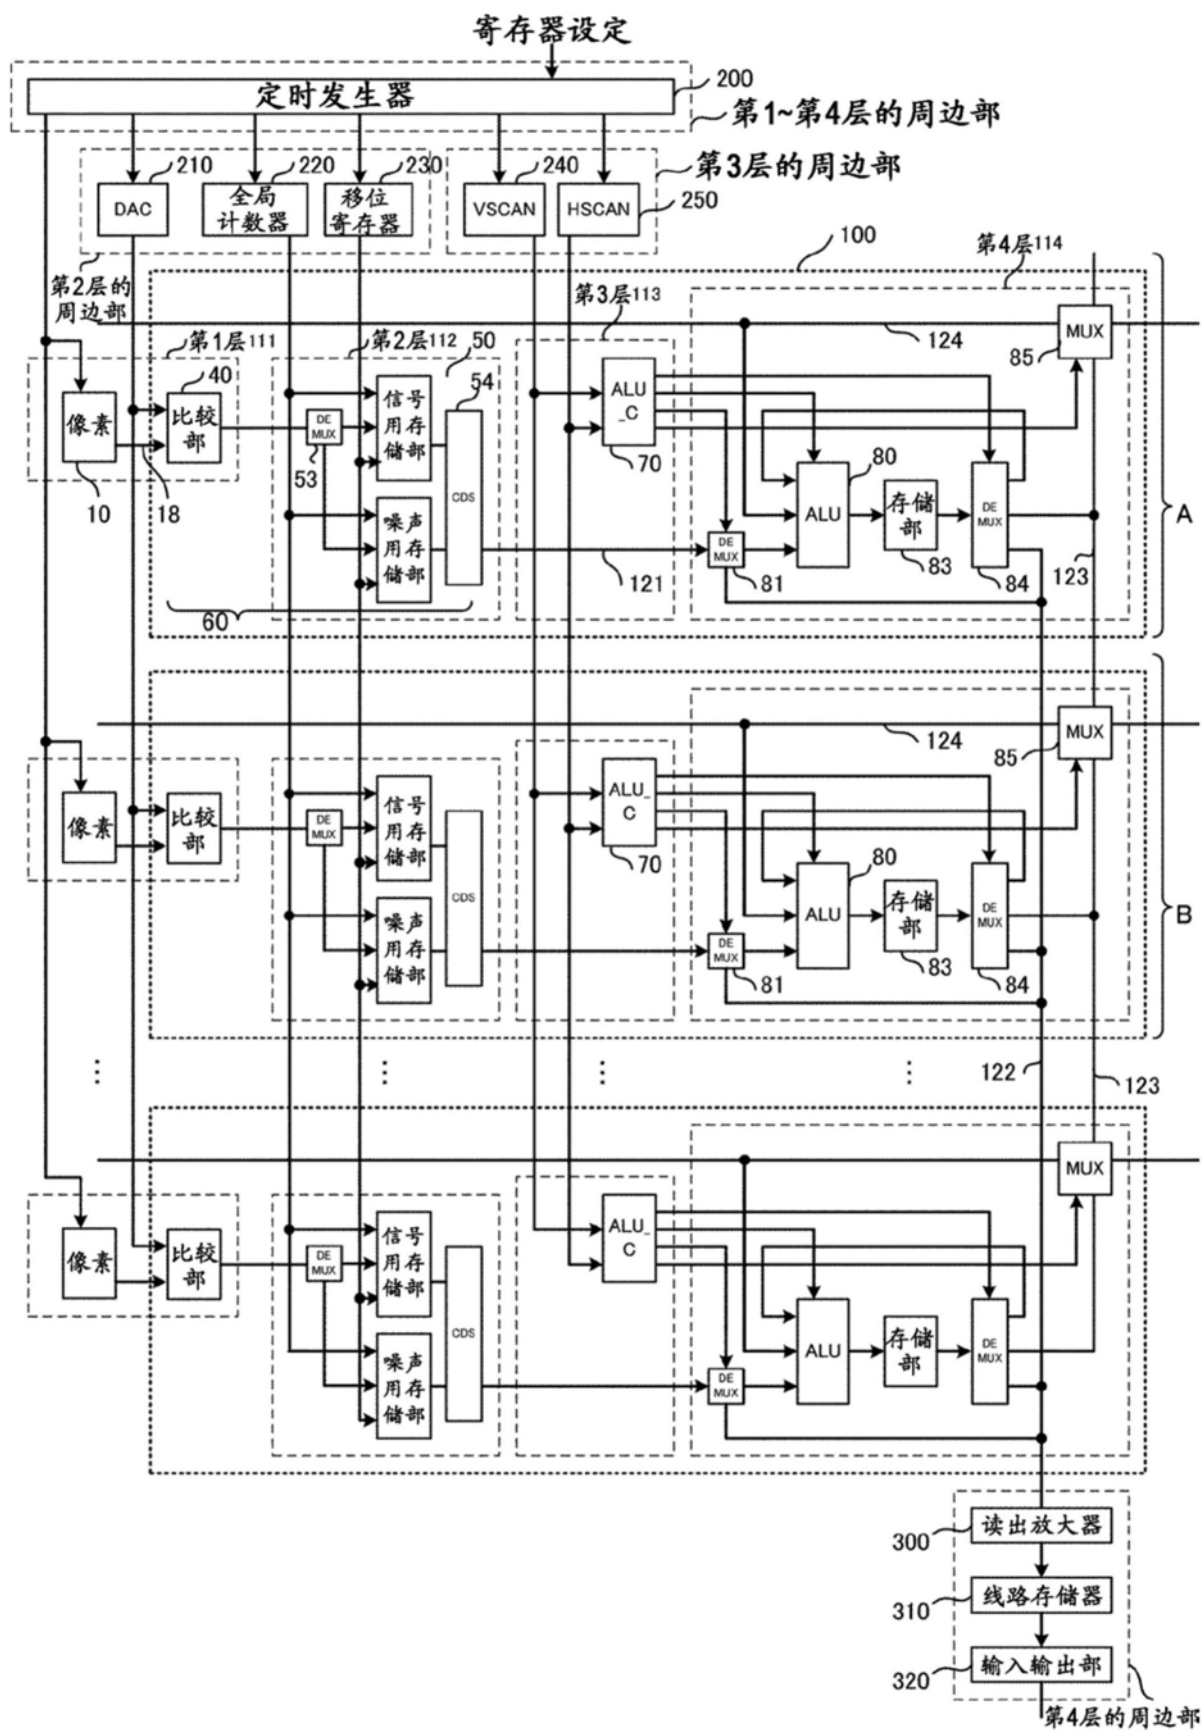 寄存器设定
定时发生器
200
第1~第4层的周边部
210
220
230
240
第3层的周边部
DAC
全局
计数器
移位
寄存器
VSCAN
HSCAN
250
第2层的
周边部
100
第4层114
第3层113
MUX
85
124
第1层111
第2层112
50
40
54
像素
比较
部
DE
MUX
53
信号
用存
储部
噪声
用存
储部
CDS
ALU
_C
70
80
ALU
存储
部
83
DE
MUX
84
DE
MUX
81
10
18
121
123
60
A
MUX
85
124
像素
比较
部
DE
MUX
信号
用存
储部
噪声
用存
储部
CDS
ALU_
C
70
80
ALU
存储
部
83
DE
MUX
84
DE
MUX
81
B
⋮ ⋮ ⋮ ⋮
122
123
MUX
像素
比较
部
DE
MUX
信号
用存
储部
噪声
用存
储部
CDS
ALU_
C
ALU
存储
部
DE
MUX
DE
MUX
300
读出放大器
310
线路存储器
320
输入输出部
第4层的周边部